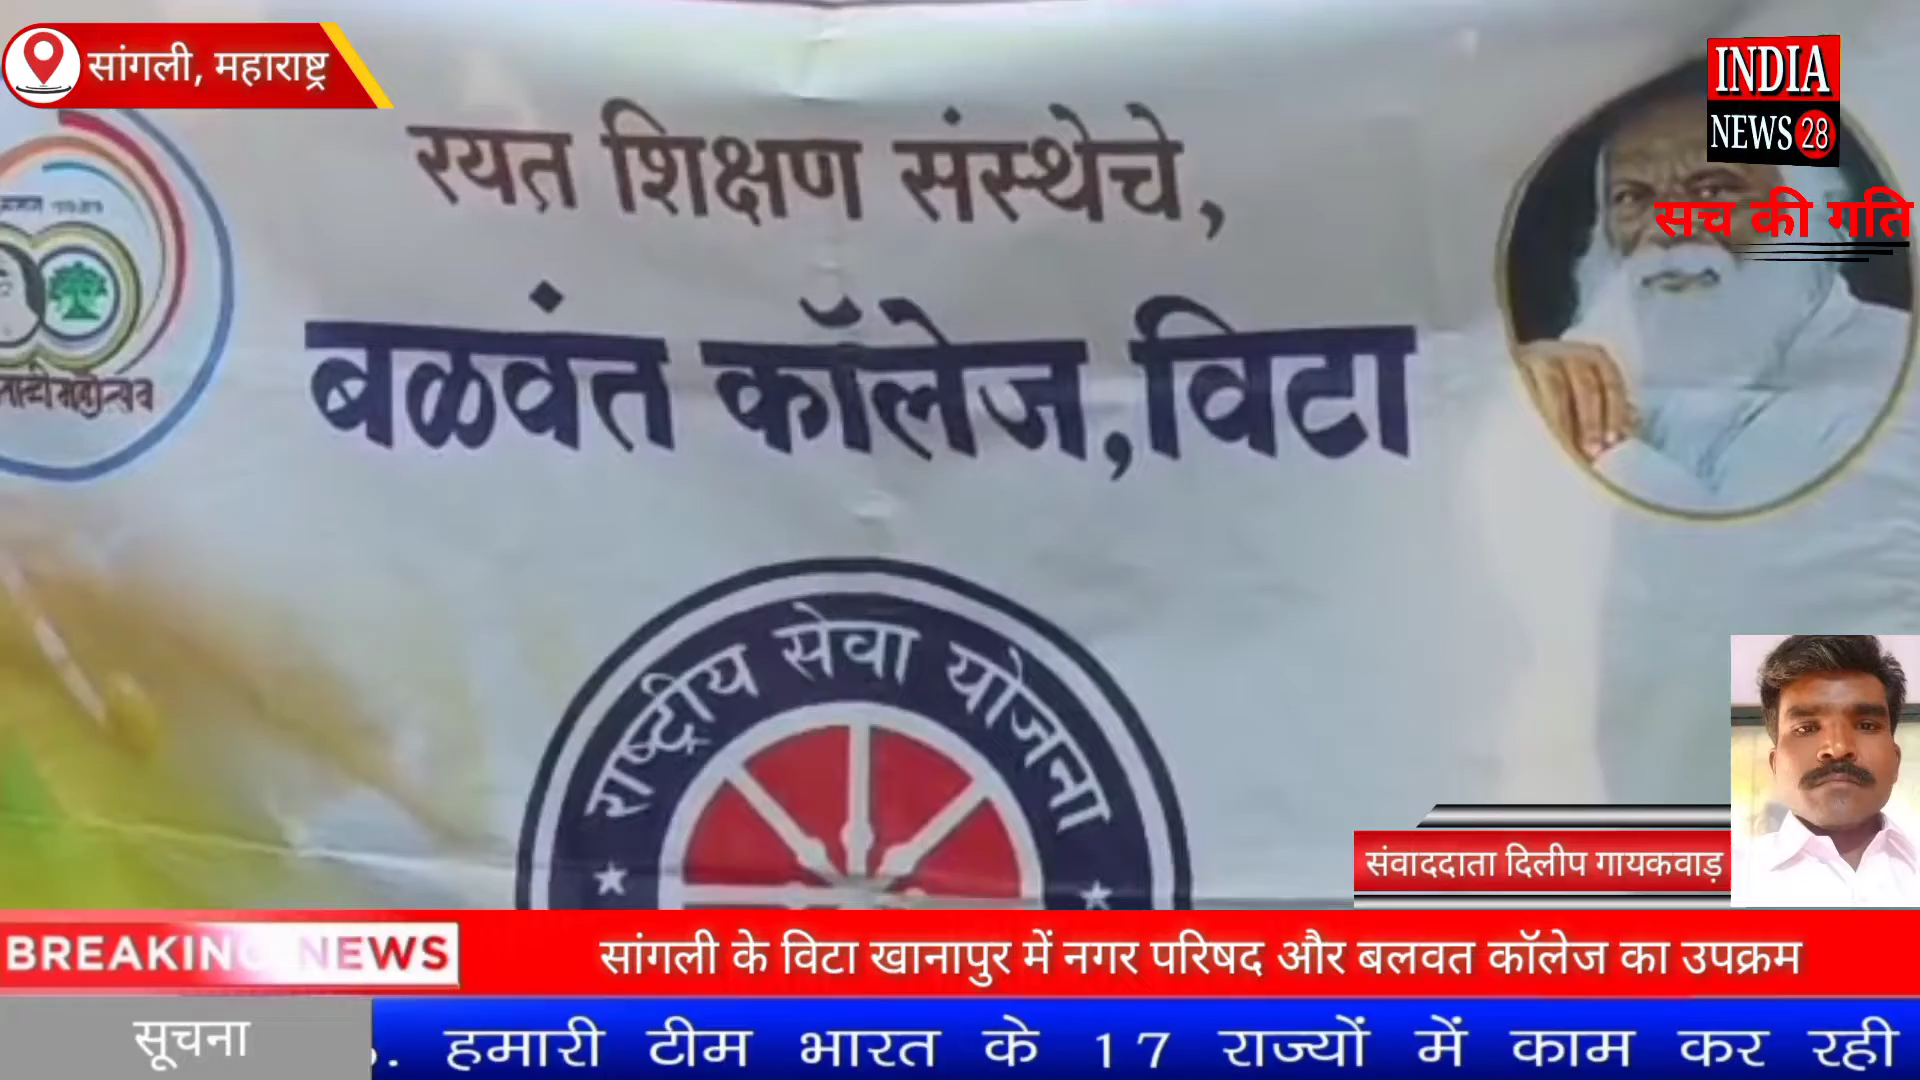 सांगली, महाराष्ट्र
INDIA
NEWS 28
सच की गति
रयत शिक्षण संस्थेचे,
बळवंत कॉलेज,विटा
राष्ट्रीय सेवा योजना
संवाददाता दिलीप गायकवाड़
BREAKING NEWS
सांगली के विटा खानापुर में नगर परिषद और बलवत कॉलेज का उपक्रम
सूचना
. हमारी टीम भारत के 17 राज्यों में काम कर रही